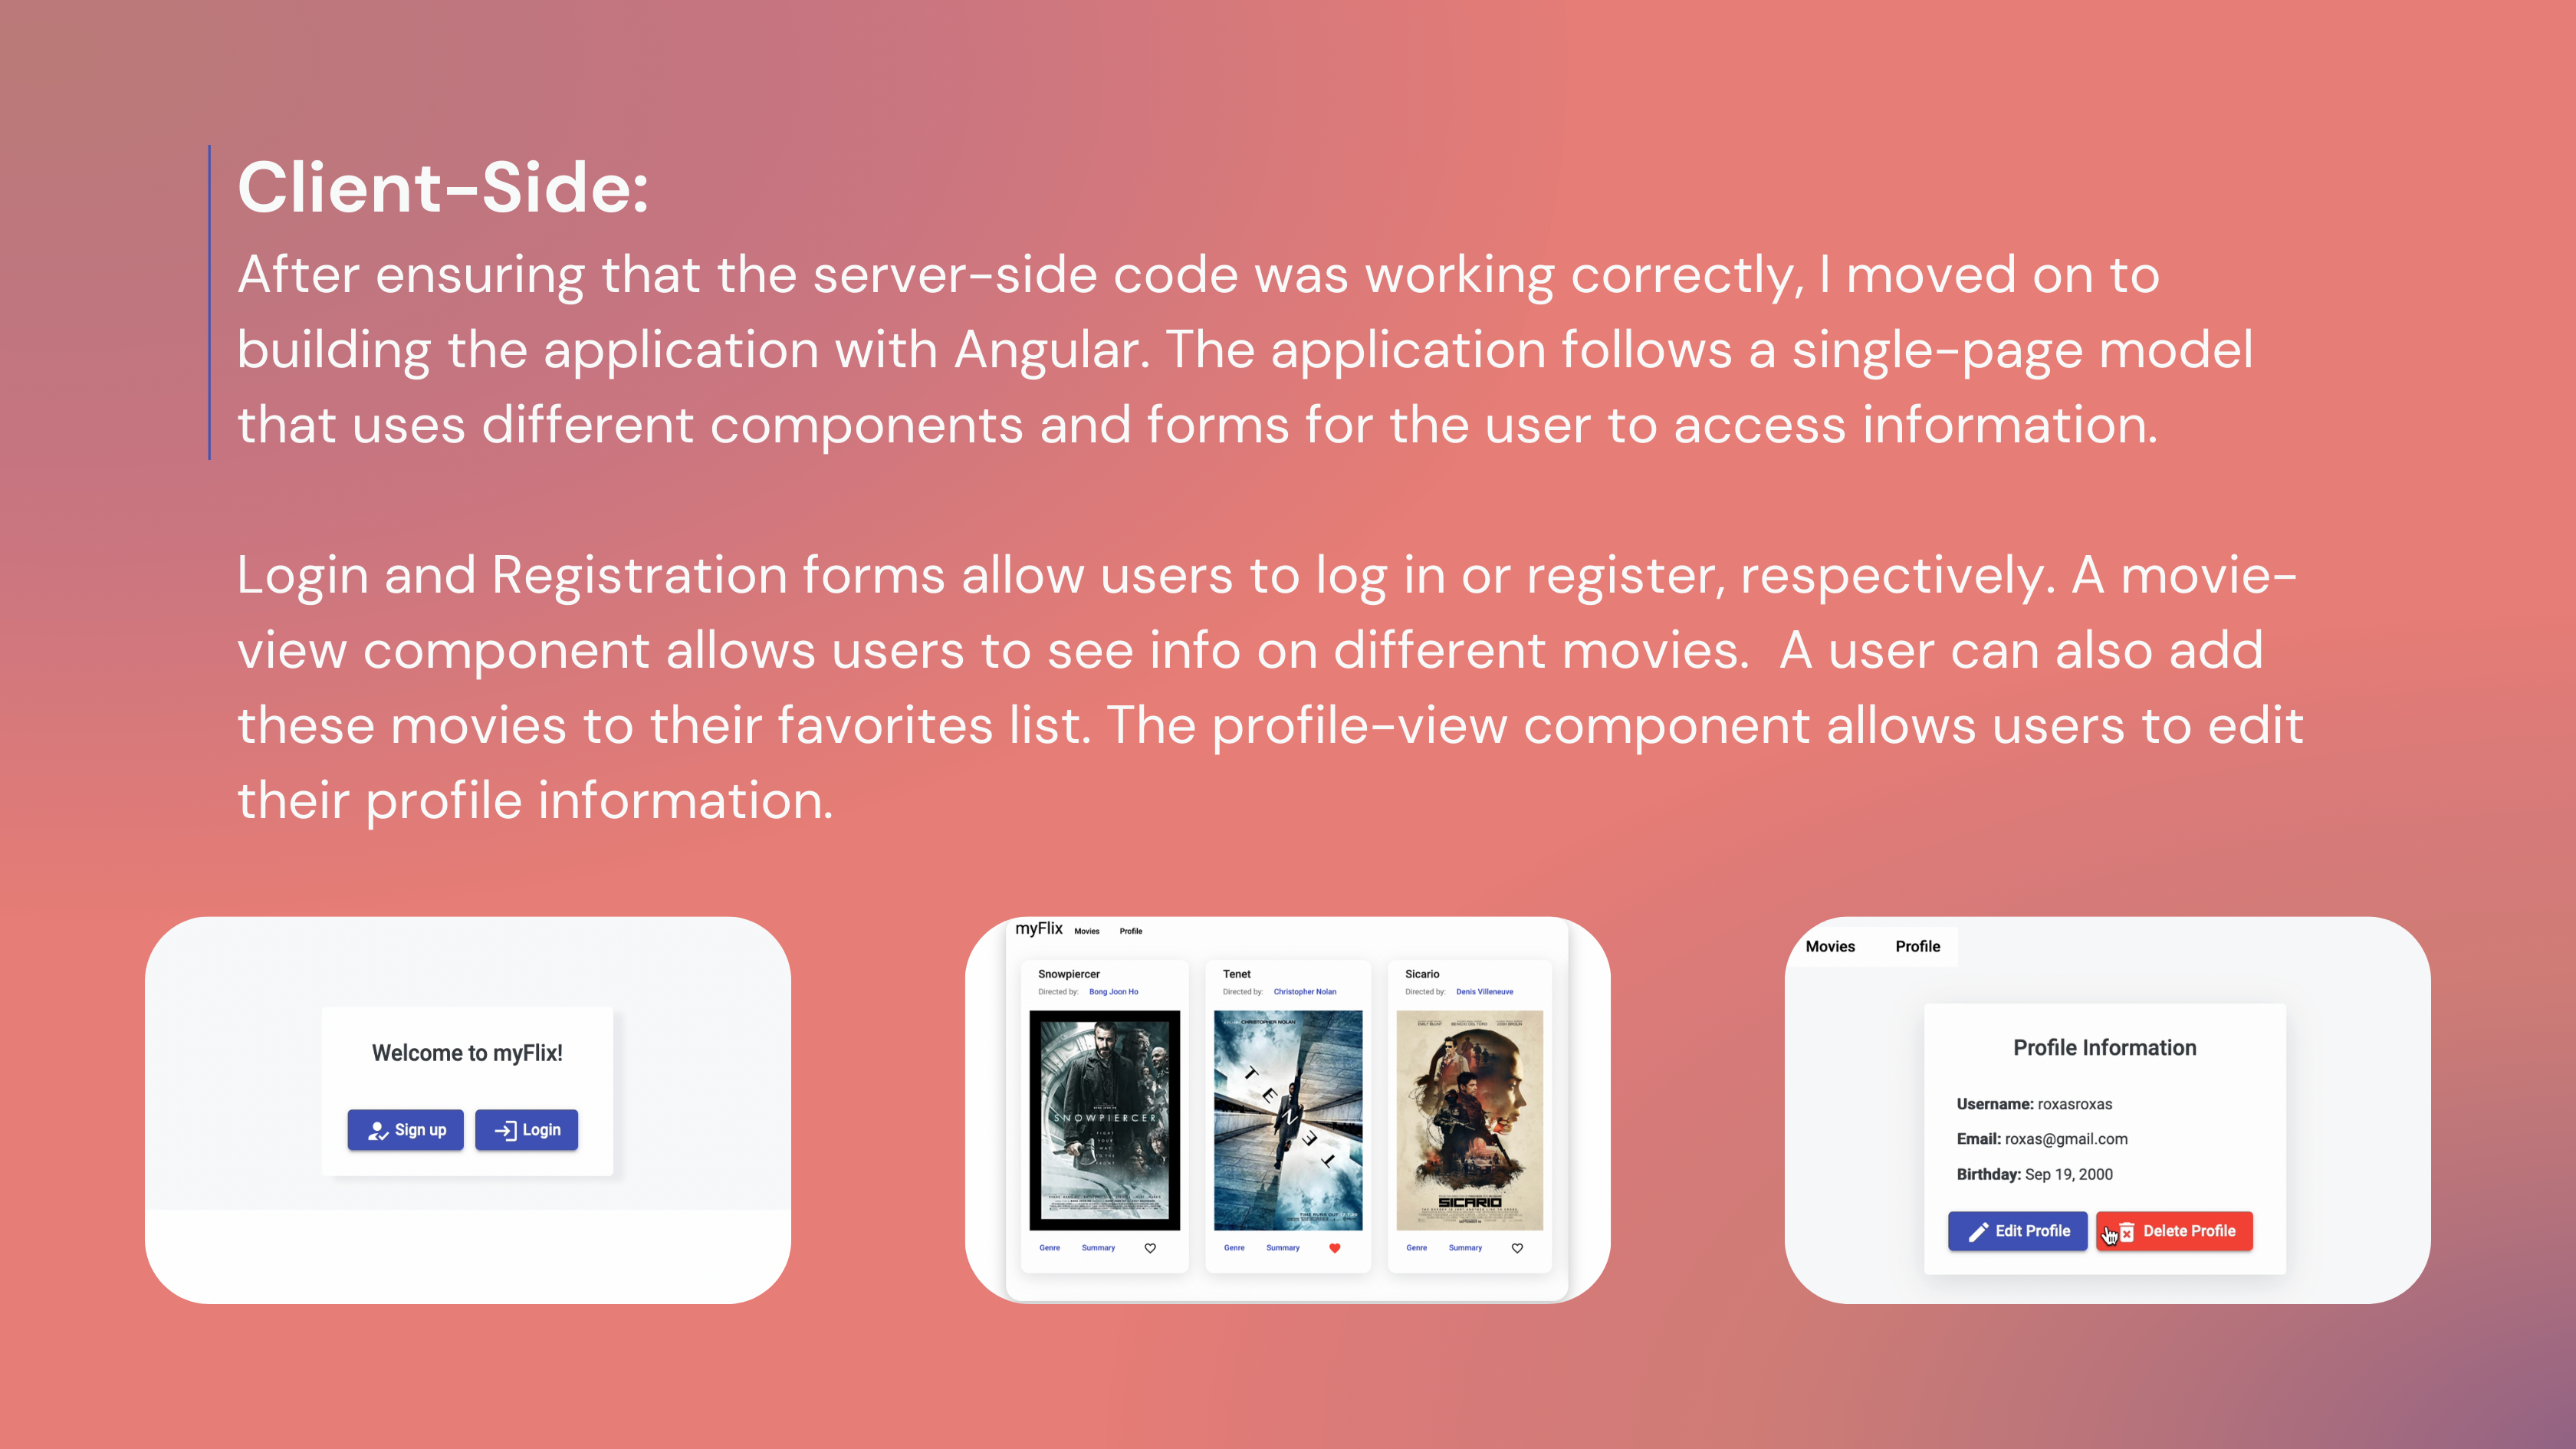 Client-Side:
After ensuring that the server-side code was working correctly, I moved on to
building the application with Angular. The application follows a single-page model
that uses different components and forms for the user to access information.
Login and Registration forms allow users to log in or register, respectively. A movie-
view component allows users to see info on different movies.  A user can also add
these movies to their favorites list. The profile-view component allows users to edit
their profile information.
Welcome to myFlix!
Sign up Login
myFlix Movies Profile
Snowpiercer
Directed by: Bong Joon Ho
SNOWPIERCER
Genre Summary
Tenet
Directed by: Christopher Nolan
CHRISTOPHER NOLAN
TENET
Genre Summary
Sicario
Directed by: Denis Villeneuve
SICARIO
Genre Summary
Movies Profile
Profile Information
Username: roxasroxas
Email: roxas@gmail.com
Birthday: Sep 19, 2000
Edit Profile Delete Profile